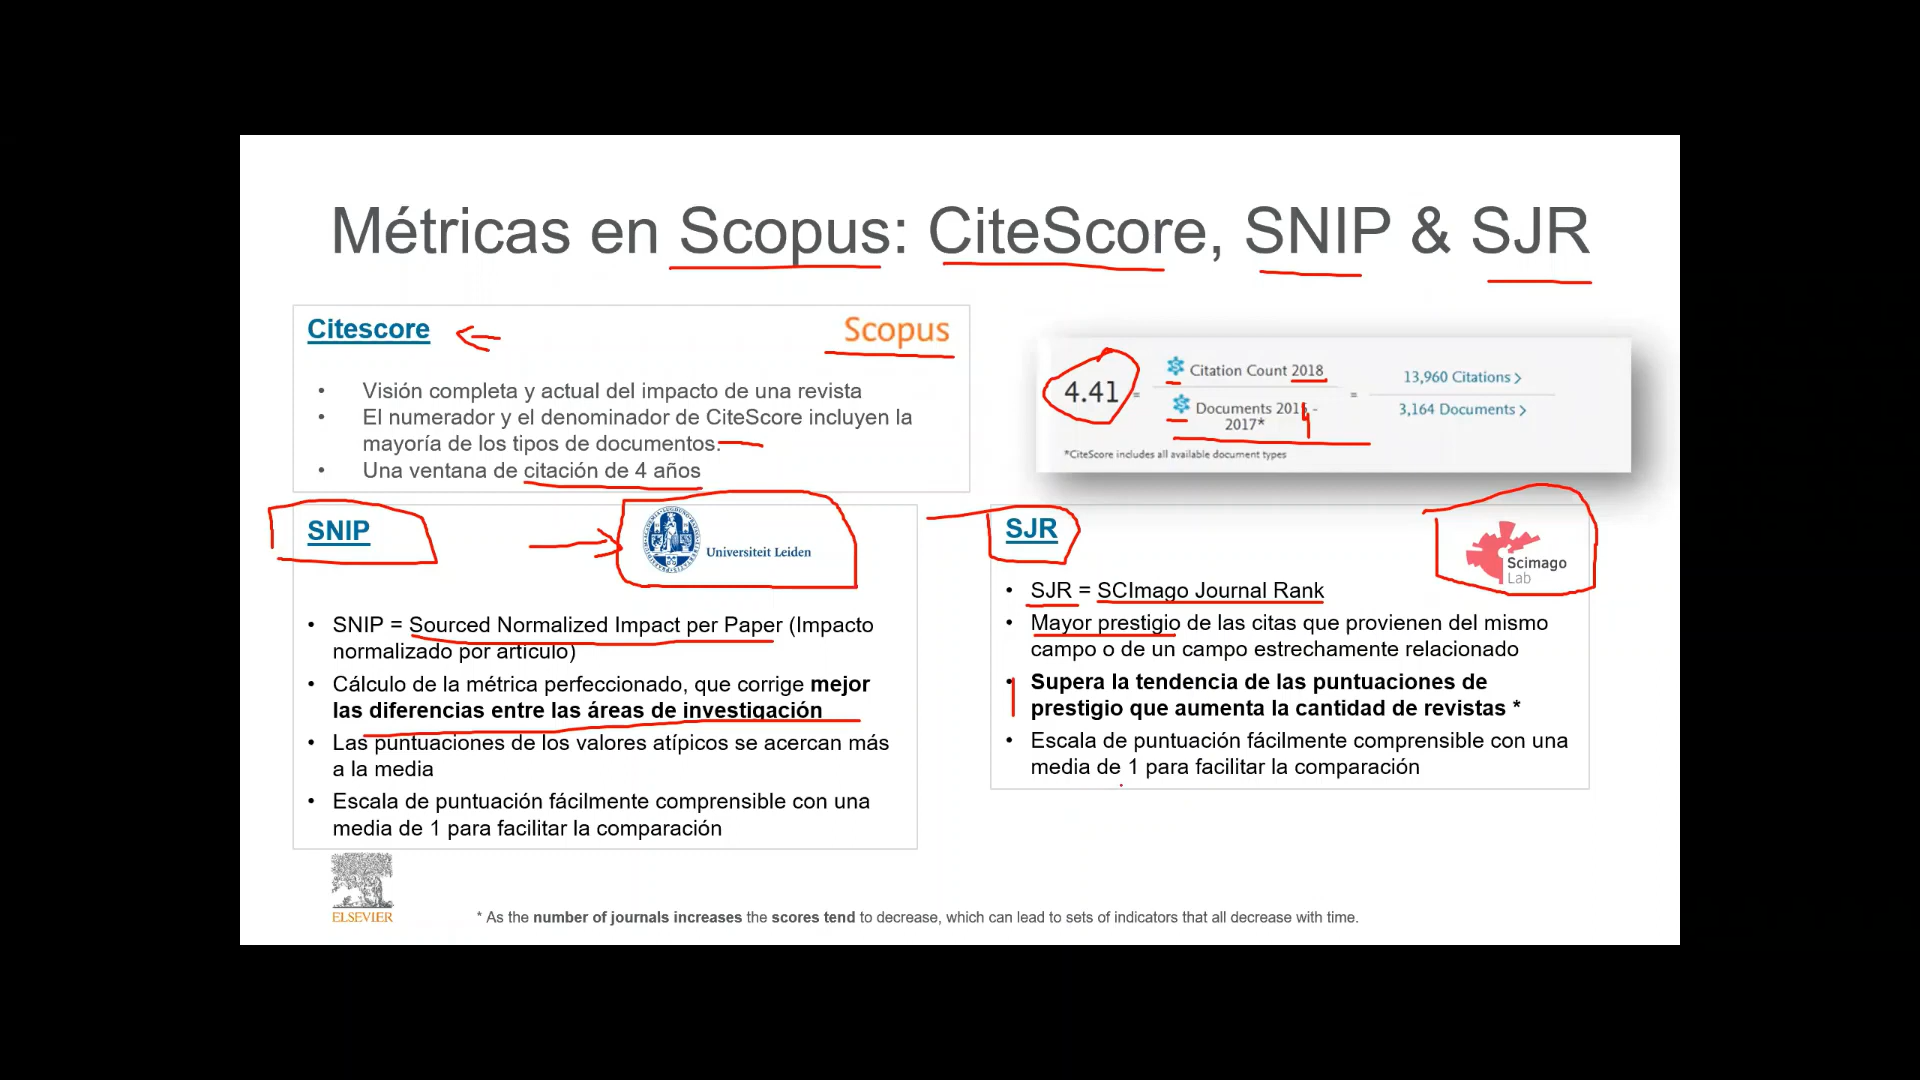 Métricas en Scopus: CiteScore, SNIP & SJR
Citescore
Scopus
• Visión completa y actual del impacto de una revista
• El numerador y el denominador de CiteScore incluyen la
mayoría de los tipos de documentos.
• Una ventana de citación de 4 años
4.41 =
Citation Count 2018
Documents 201 -
2017*
=
13,960 Citations >
3,164 Documents >
*CiteScore includes all available document types
SNIP
Universiteit Leiden
• SNIP = Sourced Normalized Impact per Paper (Impacto
normalizado por artículo)
• Cálculo de la métrica perfeccionado, que corrige mejor
las diferencias entre las áreas de investigación
• Las puntuaciones de los valores atípicos se acercan más
a la media
• Escala de puntuación fácilmente comprensible con una
media de 1 para facilitar la comparación
SJR
Scimago
Lab
• SJR = SCImago Journal Rank
• Mayor prestigio de las citas que provienen del mismo
campo o de un campo estrechamente relacionado
• Supera la tendencia de las puntuaciones de
prestigio que aumenta la cantidad de revistas *
• Escala de puntuación fácilmente comprensible con una
media de 1 para facilitar la comparación
ELSEVIER
* As the number of journals increases the scores tend to decrease, which can lead to sets of indicators that all decrease with time.